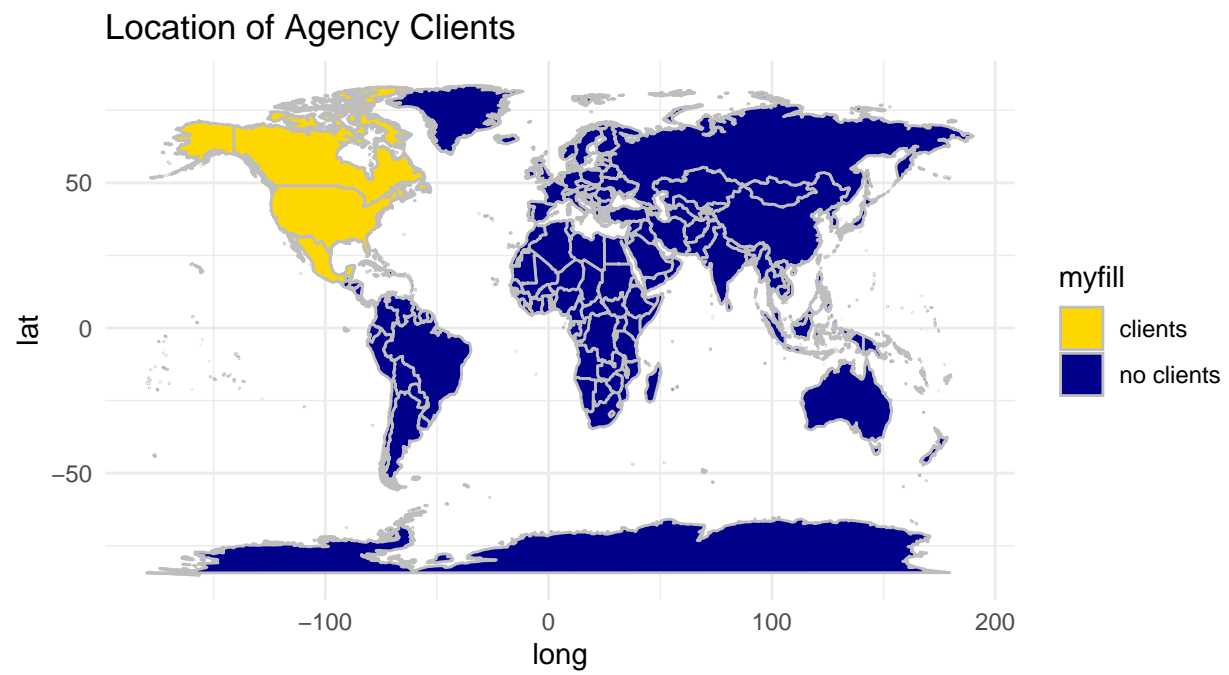 Location of Agency Clients
lat
50
0
−50
−100
0
100
200
long
myfill
clients
no clients